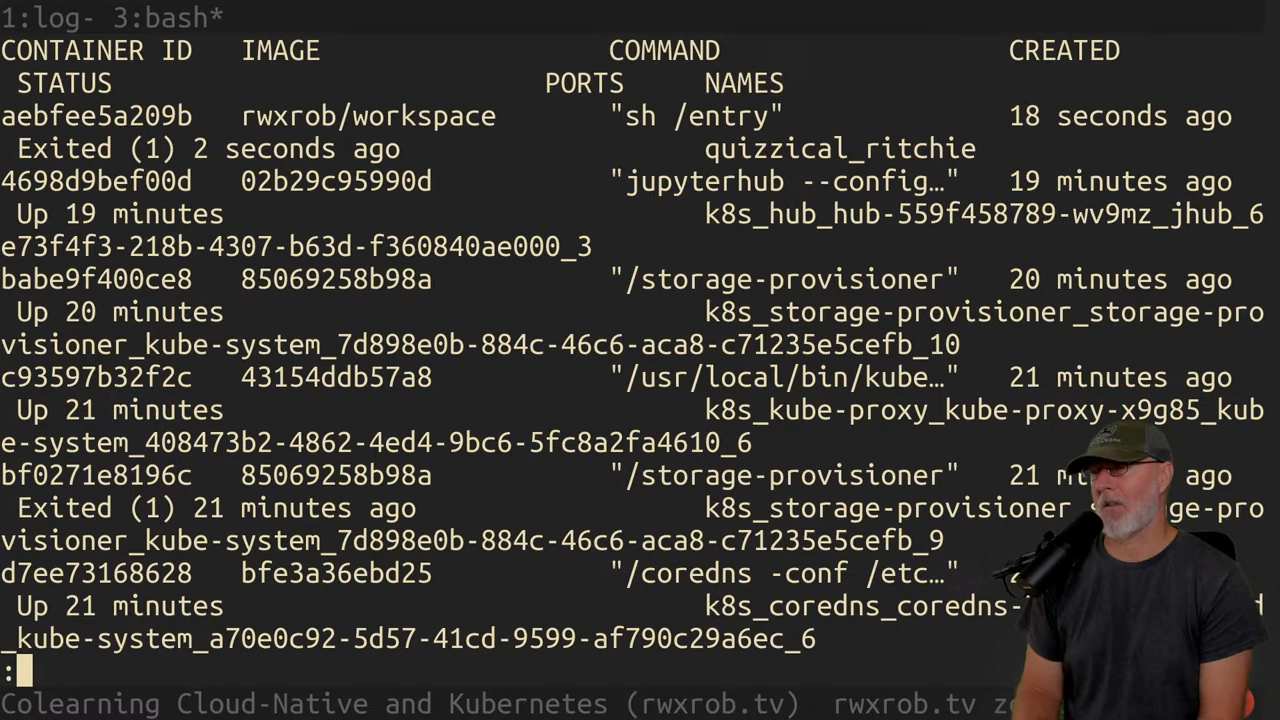 1:log- 3:bash*
CONTAINER ID   IMAGE                  COMMAND                  CREATED
 STATUS                           PORTS     NAMES
aebfee5a209b   rwxrob/workspace       "sh /entry"              18 seconds ago
 Exited (1) 2 seconds ago                   quizzical_ritchie
4698d9bef00d   02b29c95990d           "jupyterhub --config…"   19 minutes ago
 Up 19 minutes                              k8s_hub_hub-559f458789-wv9mz_jhub_6
e73f4f3-218b-4307-b63d-f360840ae000_3
babe9f400ce8   85069258b98a           "/storage-provisioner"   20 minutes ago
 Up 20 minutes                              k8s_storage-provisioner_storage-pro
visioner_kube-system_7d898e0b-884c-46c6-aca8-c71235e5cefb_10
c93597b32f2c   43154ddb57a8           "/usr/local/bin/kube…"   21 minutes ago
 Up 21 minutes                              k8s_kube-proxy_kube-proxy-x9g85_kub
e-system_408473b2-4862-4ed4-9bc6-5fc8a2fa4610_6
bf0271e8196c   85069258b98a           "/storage-provisioner"   21 ago
 Exited (1) 21 minutes ago                  k8s_storage-provisioner ge-pro
visioner_kube-system_7d898e0b-884c-46c6-aca8-c71235e5cefb_9
d7ee73168628   bfe3a36ebd25           "/coredns -conf /etc…"
 Up 21 minutes                              k8s_coredns_coredns-
_kube-system_a70e0c92-5d57-41cd-9599-af790c29a6ec_6
:
Colearning Cloud-Native and Kubernetes (rwxrob.tv)  rwxrob.tv